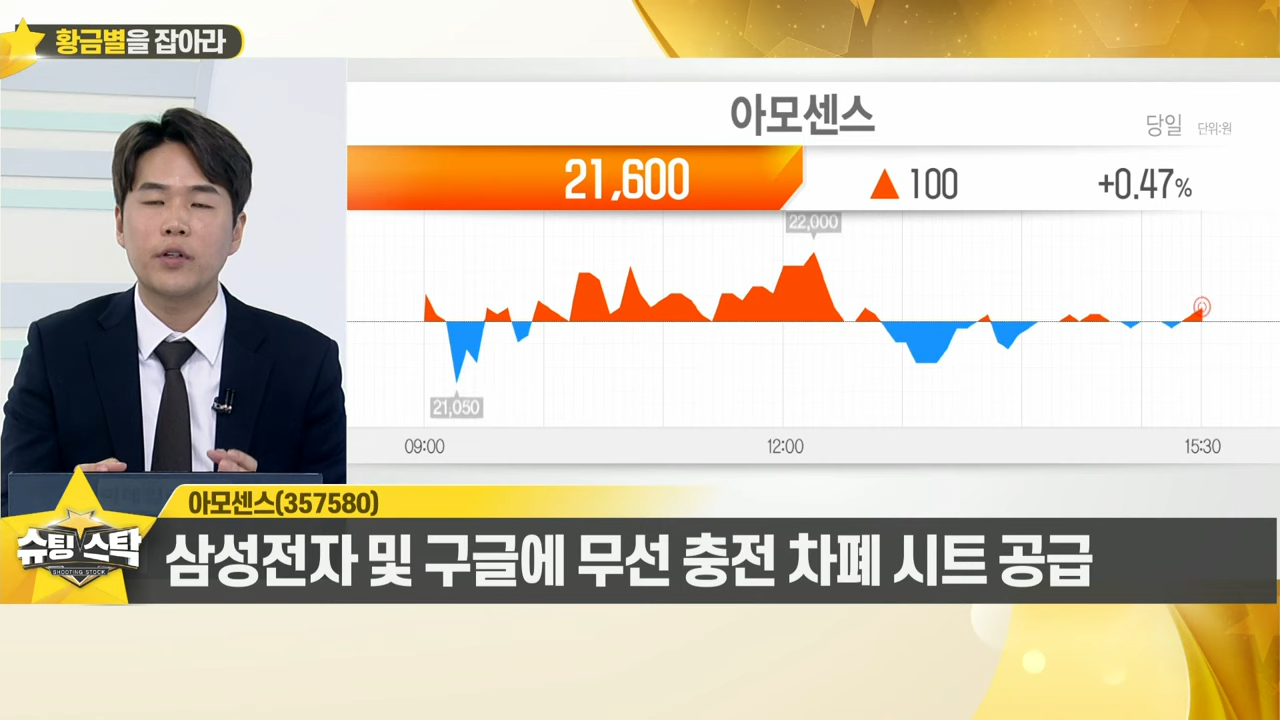 황금별을 잡아라
아모센스
당일 단위:원
21,600
▲100
+0.47%
22,000
21,050
09:00
12:00
15:30
아모센스(357580)
슈팅 스탁
SHOOTING STOCK
삼성전자 및 구글에 무선 충전 차폐 시트 공급